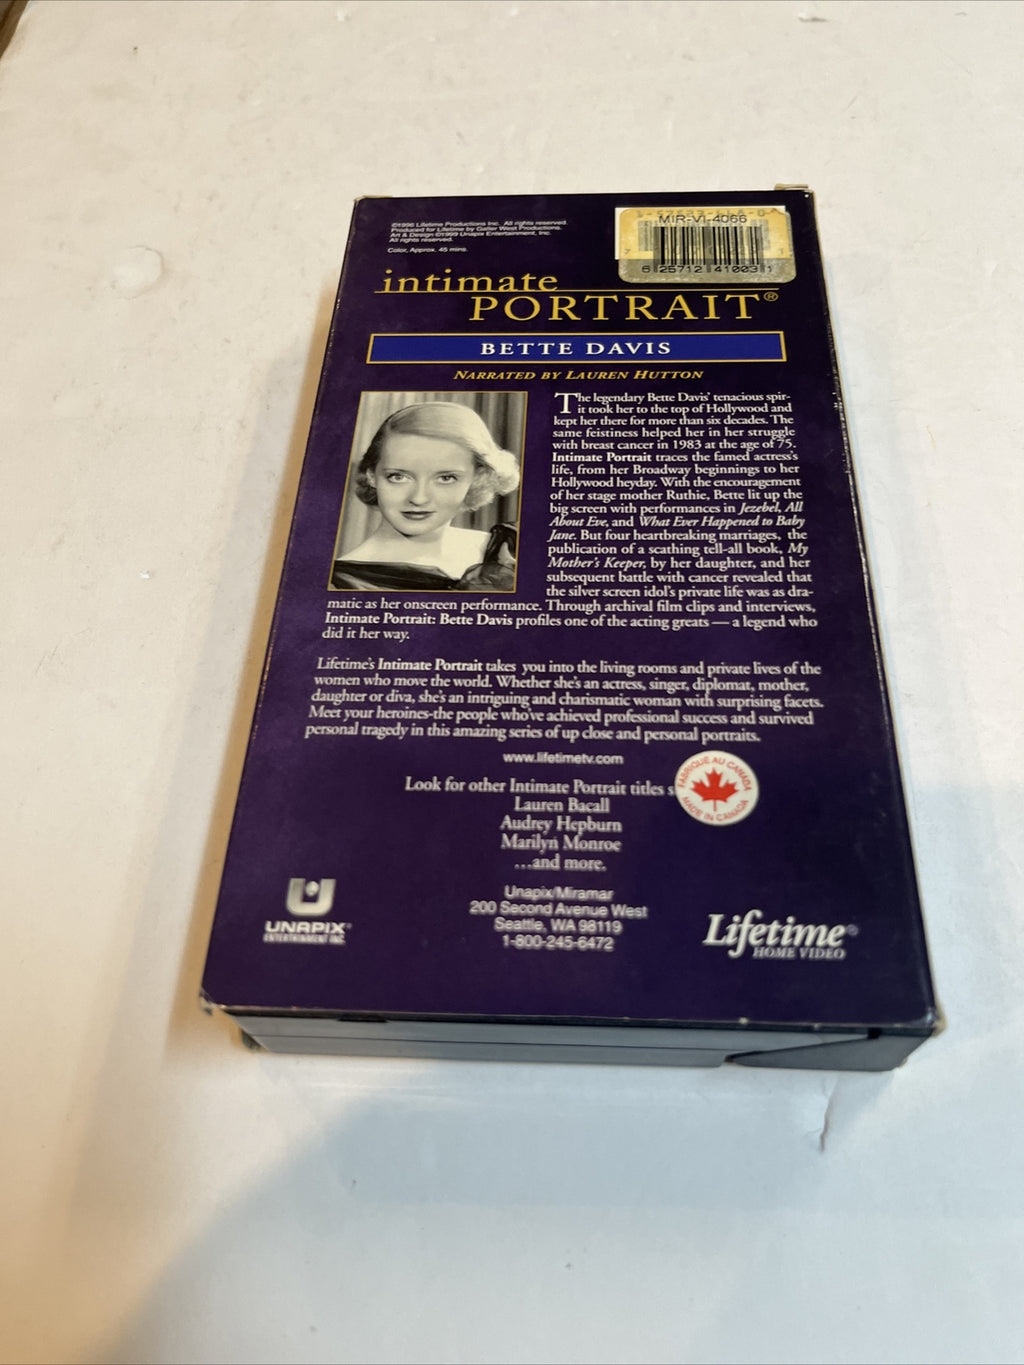 ©1996 Lifetime Productions Inc. All rights reserved.
Produced for Lifetime by Galler West Productions.
Art & Design ©1999 Unapix Entertainment, Inc.
All rights reserved.
Color, Approx. 45 mins.
MIR-VI-4066
6 25712 41003 1
intimate
PORTRAIT®
BETTE DAVIS
NARRATED BY LAUREN HUTTON
The legendary Bette Davis' tenacious spir-
it took her to the top of Hollywood and
kept her there for more than six decades. The
same feistiness helped her in her struggle
with breast cancer in 1983 at the age of 75.
Intimate Portrait traces the famed actress's
life, from her Broadway beginnings to her
Hollywood heyday. With the encouragement
of her stage mother Ruthie, Bette lit up the
big screen with performances in Jezebel, All
About Eve, and What Ever Happened to Baby
Jane. But four heartbreaking marriages, the
publication of a scathing tell-all book, My
Mother's Keeper, by her daughter, and her
subsequent battle with cancer revealed that
the silver screen idol's private life was as dra-
matic as her onscreen performance. Through archival film clips and interviews,
Intimate Portrait: Bette Davis profiles one of the acting greats — a legend who
did it her way.
Lifetime's Intimate Portrait takes you into the living rooms and private lives of the
women who move the world. Whether she's an actress, singer, diplomat, mother,
daughter or diva, she's an intriguing and charismatic woman with surprising facets.
Meet your heroines-the people who've achieved professional success and survived
personal tragedy in this amazing series of up close and personal portraits.
www.lifetimetv.com
Look for other Intimate Portrait titles s
FABRIQUÉ AU CANADA
MADE IN CANADA
Lauren Bacall
Audrey Hepburn
Marilyn Monroe
...and more.
Unapix/Miramar
200 Second Avenue West
Seattle, WA 98119
1-800-245-6472
UNAPIX®
ENTERTAINMENT INC.
Lifetime®
HOME VIDEO